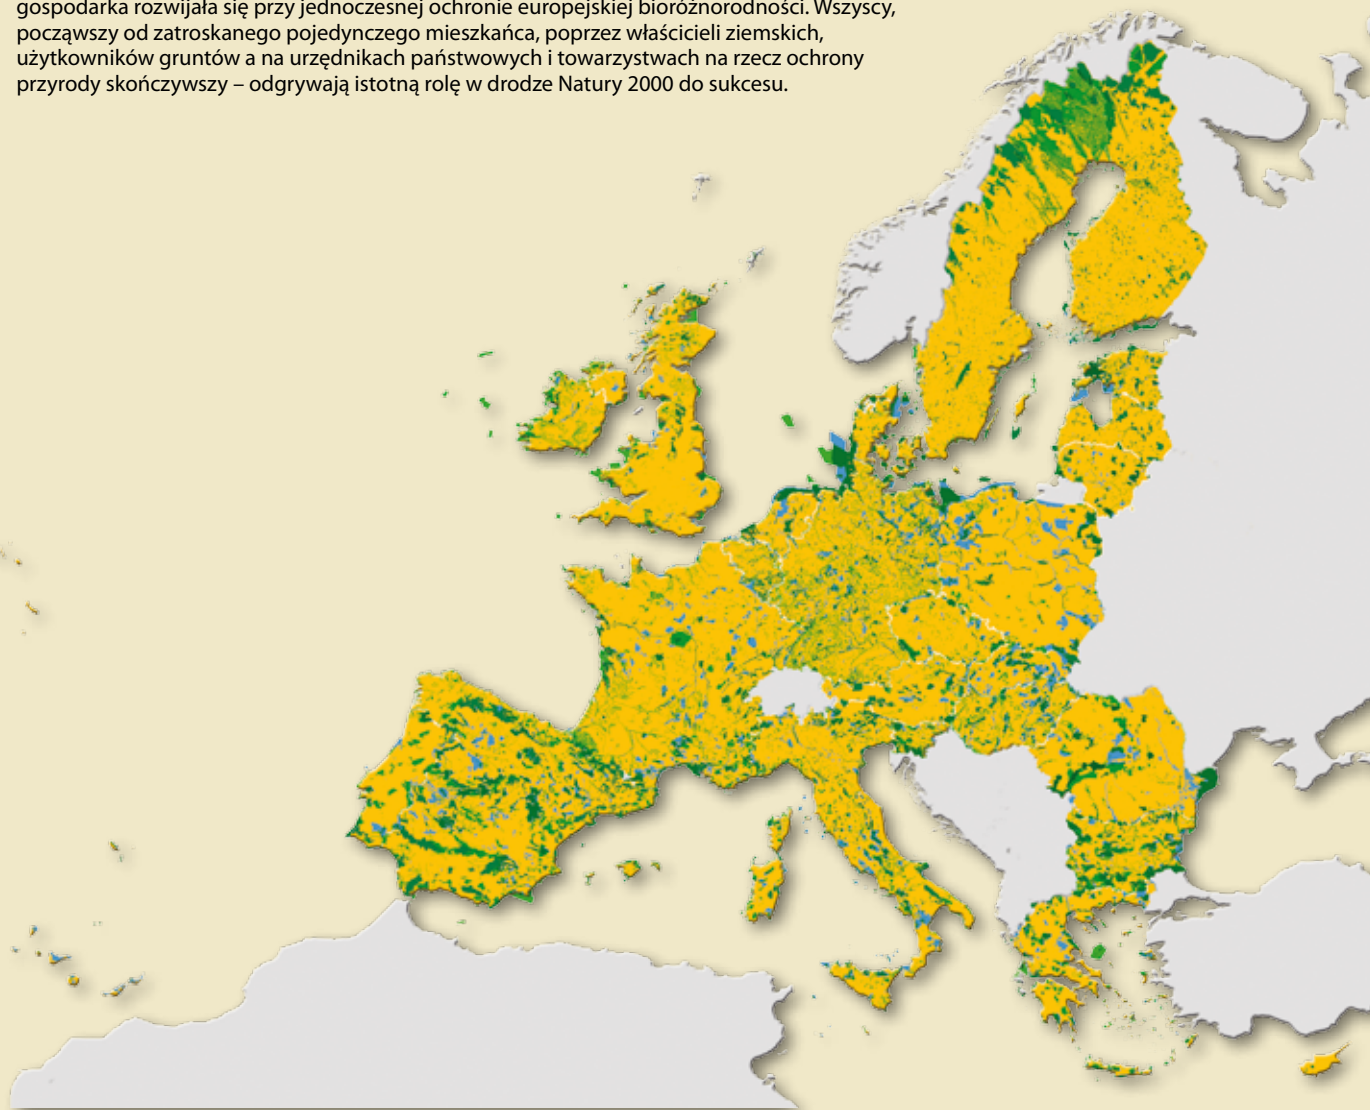 gospodarka rozwijała się przy jednoczesnej ochronie europejskiej bioróżnorodności. Wszyscy,
począwszy od zatroskanego pojedynczego mieszkańca, poprzez właścicieli ziemskich,
użytkowników gruntów a na urzędnikach państwowych i towarzystwach na rzecz ochrony
przyrody skończywszy – odgrywają istotną rolę w drodze Natury 2000 do sukcesu.